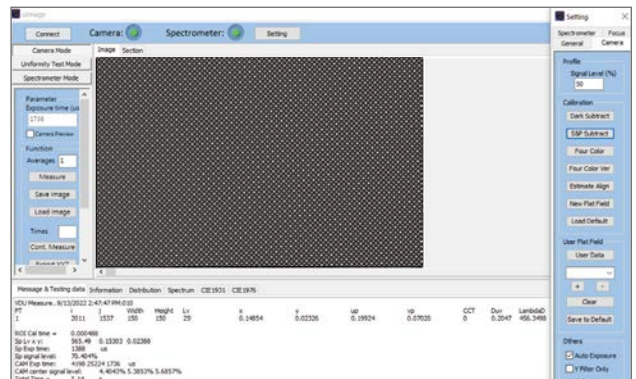 uImage
Setting
Connect
Camera:
Spectrometer:
Setting
Camera Mode
Uniformity Test Mode
Spectrometer Mode
Image Section
Parameter
Exposure time (us
1736
Camera Preview
Function
Averages 1
Measure
Save Image
Load Image
Times
Cont. Measure
Message & Testing data Information Distribution Spectrum CIE1931 CIE1976
VDU Measure.. 9/13/2022 2:47:47 PM:010
PT i j Width Height Lv x y up vp CCT Duv LambdaD
1 2011 1537 150 150 29 0.14854 0.02326 0.19924 0.07020 0 0.2047 456.3498
ROI Cal time = 0.000488
Sp Lv x y: 565.49 0.15303 0.02388
Sp Exp time: 1388 us
Sp signal level: 70.404%
CAM Exp time: 4198 25224 1736 us
CAM center signal level: 4.4043% 5.3853% 5.6857%
Total Time = 5.14 s
Spectrometer Focus
General Camera
Profile
Signal Level (%)
50
Calibration
Dark Subtract
S&P Subtract
Four Color
Four Color Ver
Estimate Align
New Flat Field
Load Default
User Flat Field
User Data
+ -
Clear
Save to Default
Others
Auto Exposure
Y Filter Only